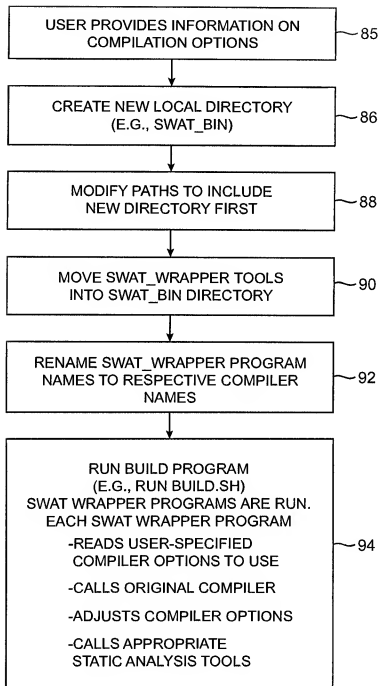 USER PROVIDES INFORMATION ON
COMPILATION OPTIONS
85
CREATE NEW LOCAL DIRECTORY
(E.G., SWAT_BIN)
86
MODIFY PATHS TO INCLUDE
NEW DIRECTORY FIRST
88
MOVE SWAT_WRAPPER TOOLS
INTO SWAT_BIN DIRECTORY
90
RENAME SWAT_WRAPPER PROGRAM
NAMES TO RESPECTIVE COMPILER
NAMES
92
RUN BUILD PROGRAM
(E.G., RUN BUILD.SH)
SWAT WRAPPER PROGRAMS ARE RUN.
EACH SWAT WRAPPER PROGRAM
-READS USER-SPECIFIED
COMPILER OPTIONS TO USE
-CALLS ORIGINAL COMPILER
-ADJUSTS COMPILER OPTIONS
-CALLS APPROPRIATE
STATIC ANALYSIS TOOLS
94